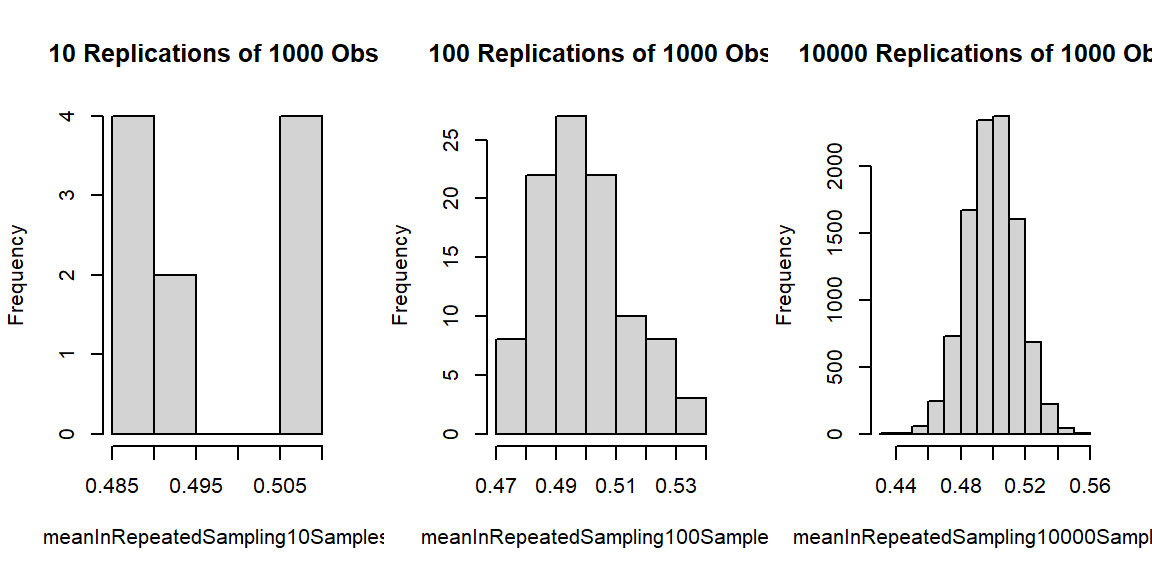 10 Replications of 1000 Obs
Frequency
4
3
2
1
0
0.485 0.495 0.505
meanInRepeatedSampling10Samples
100 Replications of 1000 Obs
Frequency
25
20
15
10
5
0
0.47 0.49 0.51 0.53
meanInRepeatedSampling100Sample
10000 Replications of 1000 Ob
Frequency
2000
1500
1000
500
0
0.44 0.48 0.52 0.56
meanInRepeatedSampling10000Sampl